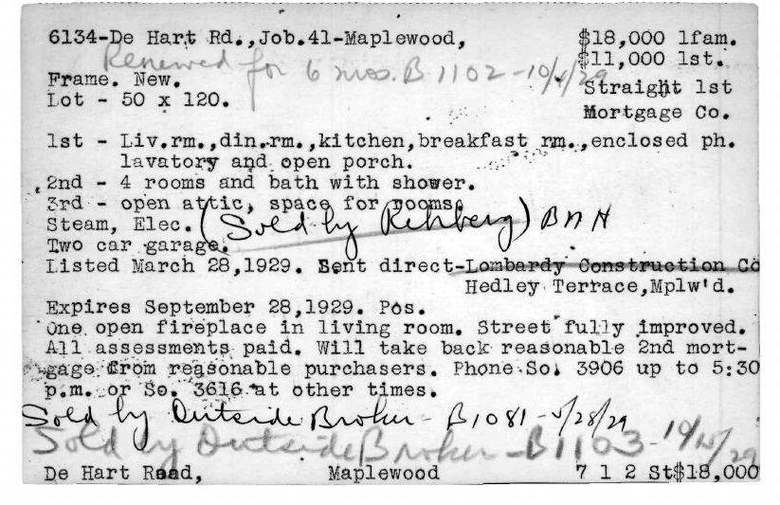 6134-De Hart Rd.,Job.41-Maplewood, $18,000 1fam.
Renewed for 6 mos. B 1102 - 10/4/29 $11,000 1st.
Frame. New. Straight 1st
Lot - 50 x 120. Mortgage Co.
1st - Liv.rm.,din.rm.,kitchen,breakfast rm.,enclosed ph.
lavatory and open porch.
2nd - 4 rooms and bath with shower.
3rd - open attic, space for rooms.
Steam, Elec. (Sold by Rehberg) B M H
Two car garage.
Listed March 28,1929. Sent direct-Lombardy Construction Co
Hedley Terrace,Mplw'd.
Expires September 28,1929. Pos.
One open fireplace in living room. Street fully improved.
All assessments paid. Will take back reasonable 2nd mort-
gage from reasonable purchasers. Phone So. 3906 up to 5:30
p.m. or So. 3616 at other times.
Sold by Outside Broker - B1081 - /28/29
Sold by Outside Broker - B1103 - 
De Hart Road, Maplewood 7 1 2 St$18,000